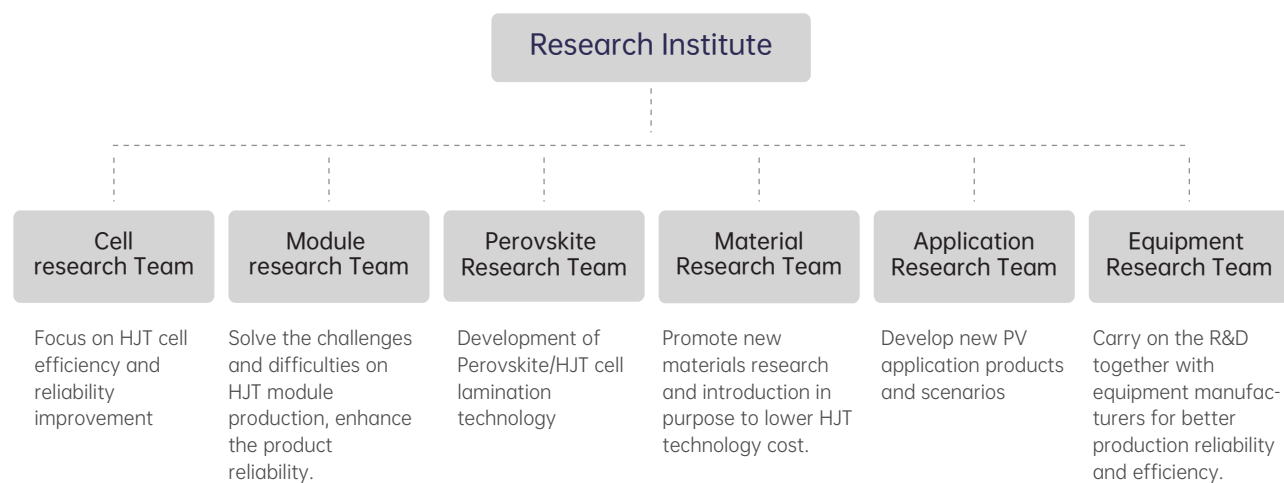 Research Institute
Cell
research Team
Module
research Team
Perovskite
Research Team
Material
Research Team
Application
Research Team
Equipment
Research Team
Focus on HJT cell
efficiency and
reliability
improvement
Solve the challenges
and difficulties on
HJT module
production, enhance
the product
reliability.
Development of
Perovskite/HJT cell
lamination
technology
Promote new
materials research
and introduction in
purpose to lower HJT
technology cost.
Develop new PV
application products
and scenarios
Carry on the R&D
together with
equipment manufac-
turers for better
production reliability
and efficiency.